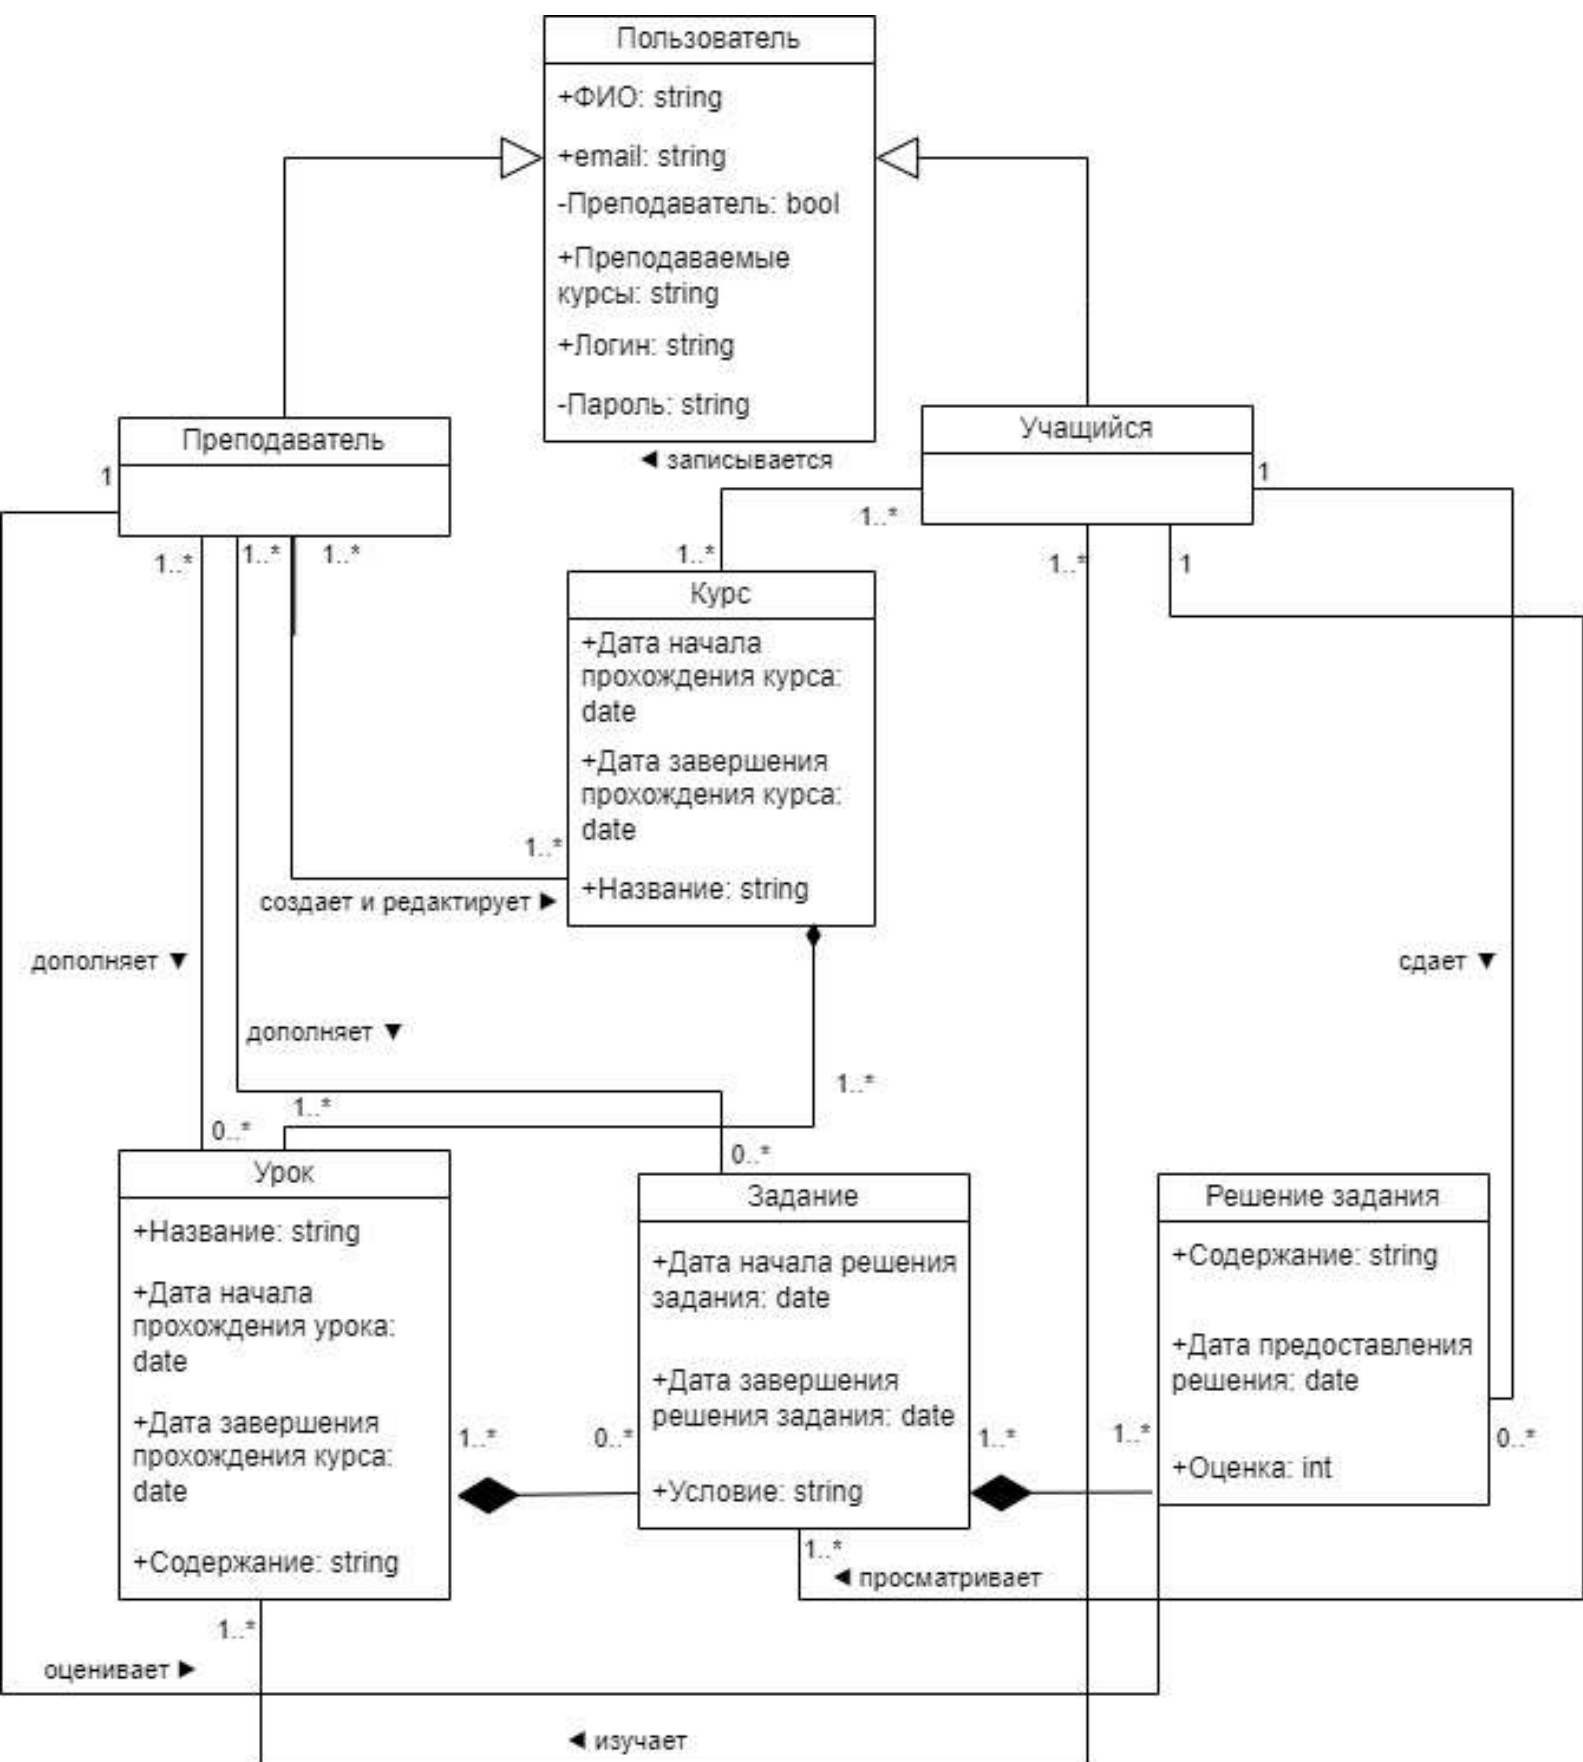 Пользователь
+ФИО: string
+email: string
-Преподаватель: bool
+Преподаваемые
курсы: string
+Логин: string
-Пароль: string
Преподаватель
Учащийся
1
◄ записывается
1
1..*
1..*
1..*
1..*
1..*
1..*
1
Курс
+Дата начала
прохождения курса:
date
+Дата завершения
прохождения курса:
date
+Название: string
1..*
создает и редактирует ►
дополняет ▼
сдает ▼
дополняет ▼
1..*
1..*
0..*
0..*
Урок
+Название: string
+Дата начала
прохождения урока:
date
+Дата завершения
прохождения курса:
date
+Содержание: string
1..*
0..*
Задание
+Дата начала решения
задания: date
+Дата завершения
решения задания: date
+Условие: string
1..*
1..*
Решение задания
+Содержание: string
+Дата предоставления
решения: date
+Оценка: int
0..*
1..*
◄ просматривает
1..*
оценивает ►
◄ изучает